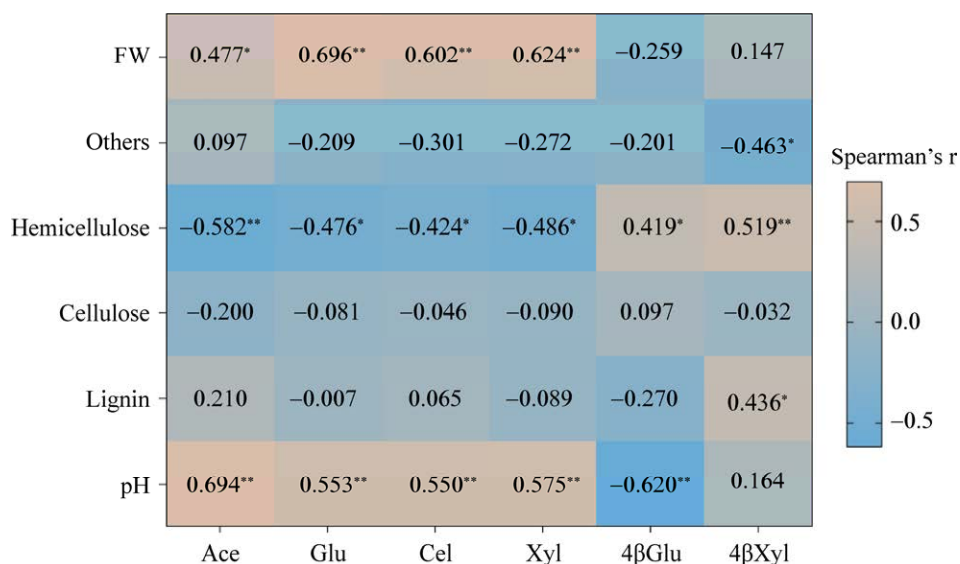 FW 0.477* 0.696** 0.602** 0.624** −0.259 0.147
Others 0.097 −0.209 −0.301 −0.272 −0.201 −0.463*
Hemicellulose −0.582** −0.476* −0.424* −0.486* 0.419* 0.519**
Cellulose −0.200 −0.081 −0.046 −0.090 0.097 −0.032
Lignin 0.210 −0.007 0.065 −0.089 −0.270 0.436*
pH 0.694** 0.553** 0.550** 0.575** −0.620** 0.164
Ace Glu Cel Xyl 4βGlu 4βXyl
Spearman's r
0.5
0.0
−0.5